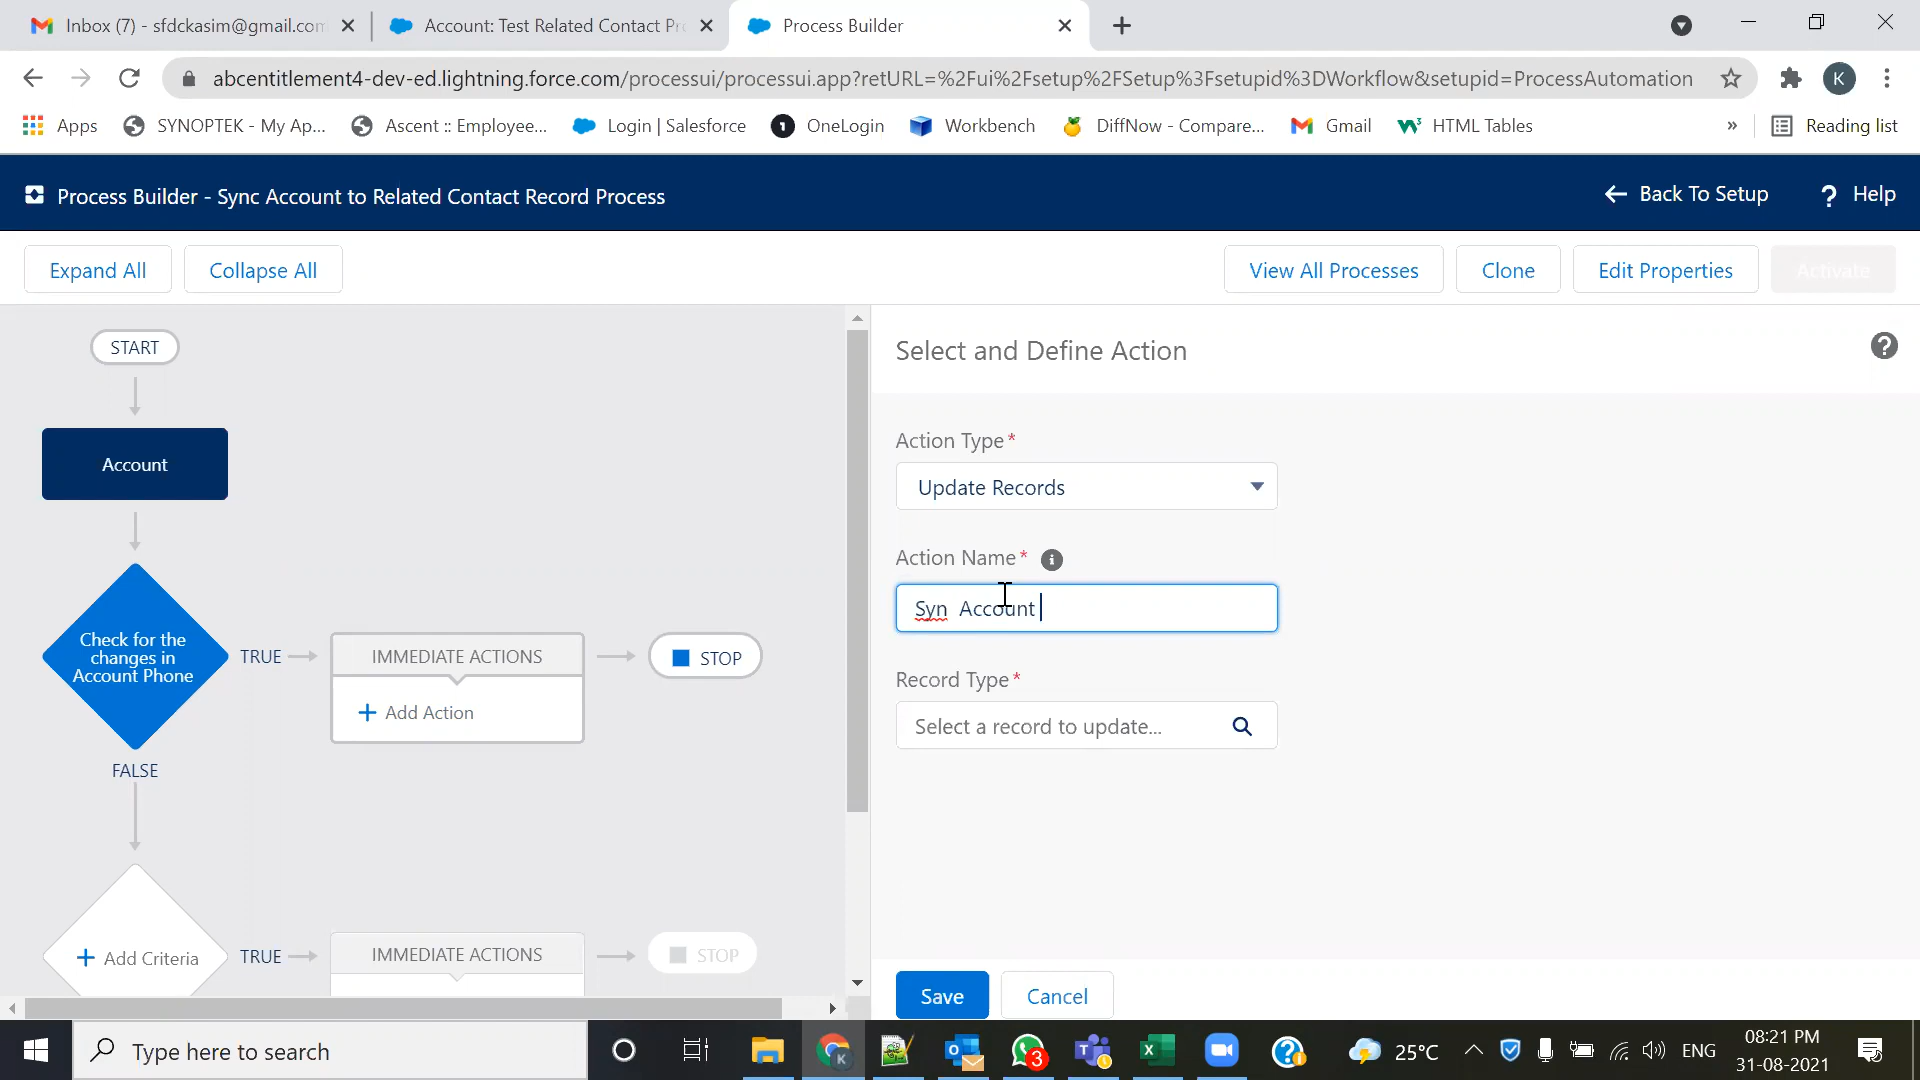 Inbox (7) - sfdckasim@gmail.com
Account: Test Related Contact Pr
Process Builder
abcentitlement4-dev-ed.lightning.force.com/processui/processui.app?retURL=%2Fui%2Fsetup%2FSetup%3Fsetupid%3DWorkflow&setupid=ProcessAutomation
K
Apps
SYNOPTEK - My Ap...
Ascent :: Employee...
Login | Salesforce
OneLogin
Workbench
DiffNow - Compare...
Gmail
HTML Tables
»
Reading list
Process Builder - Sync Account to Related Contact Record Process
Back To Setup
? Help
Expand All
Collapse All
View All Processes
Clone
Edit Properties
Activate
START
Account
Check for the
changes in
Account Phone
TRUE
IMMEDIATE ACTIONS
STOP
+ Add Action
FALSE
+ Add Criteria
TRUE
IMMEDIATE ACTIONS
STOP
Select and Define Action
Action Type*
Update Records
Action Name*
Syn  Account
Record Type*
Select a record to update...
Save
Cancel
Type here to search
3
25°C
ENG
08:21 PM
31-08-2021